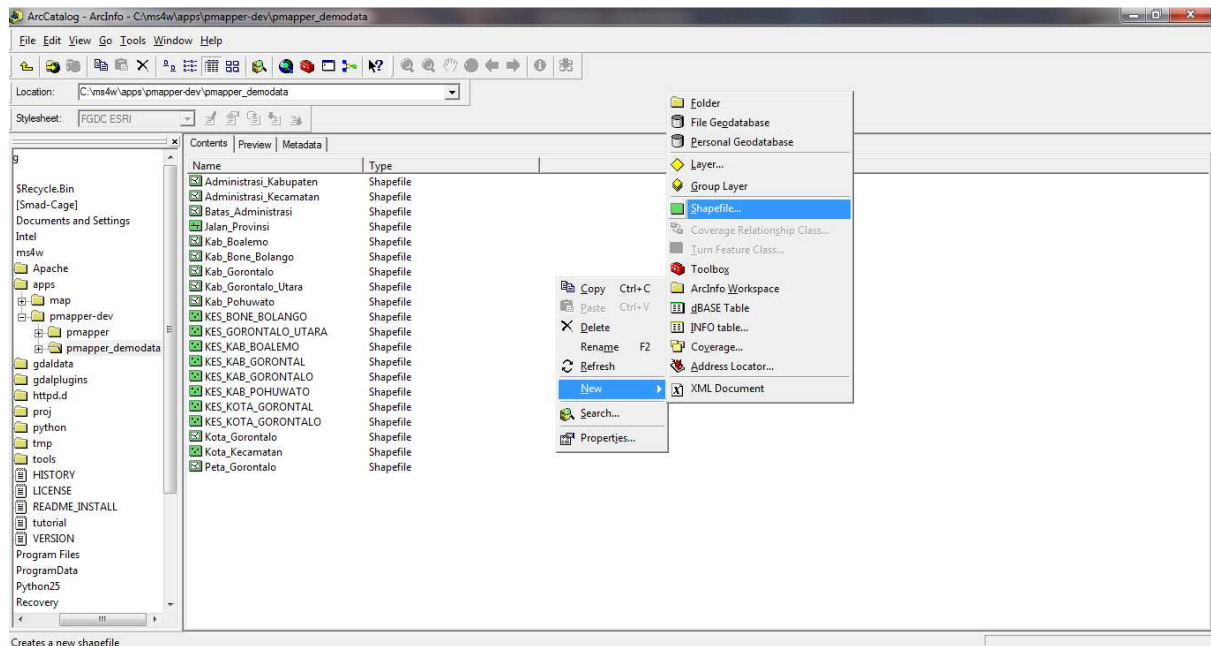 ArcCatalog - ArcInfo - C:\ms4w\apps\pmapper-dev\pmapper_demodata
File Edit View Go Tools Window Help
Location: C:\ms4w\apps\pmapper-dev\pmapper_demodata
Stylesheet: FGDC ESRI
g
$Recycle.Bin
[Smad-Cage]
Documents and Settings
Intel
ms4w
Apache
apps
map
pmapper-dev
pmapper
pmapper_demodata
gdaldata
gdalplugins
httpd.d
proj
python
tmp
tools
HISTORY
LICENSE
README_INSTALL
tutorial
VERSION
Program Files
ProgramData
Python25
Recovery
Contents Preview Metadata
Name Type
Administrasi_Kabupaten Shapefile
Administrasi_Kecamatan Shapefile
Batas_Administrasi Shapefile
Jalan_Provinsi Shapefile
Kab_Boalemo Shapefile
Kab_Bone_Bolango Shapefile
Kab_Gorontalo Shapefile
Kab_Gorontalo_Utara Shapefile
Kab_Pohuwato Shapefile
KES_BONE_BOLANGO Shapefile
KES_GORONTALO_UTARA Shapefile
KES_KAB_BOALEMO Shapefile
KES_KAB_GORONTAL Shapefile
KES_KAB_GORONTALO Shapefile
KES_KAB_POHUWATO Shapefile
KES_KOTA_GORONTAL Shapefile
KES_KOTA_GORONTALO Shapefile
Kota_Gorontalo Shapefile
Kota_Kecamatan Shapefile
Peta_Gorontalo Shapefile
Copy Ctrl+C
Paste Ctrl+V
Delete
Rename F2
Refresh
New
Search...
Properties...
Folder
File Geodatabase
Personal Geodatabase
Layer...
Group Layer
Shapefile...
Coverage Relationship Class...
Turn Feature Class...
Toolbox
ArcInfo Workspace
dBASE Table
INFO table...
Coverage...
Address Locator...
XML Document
Creates a new shapefile